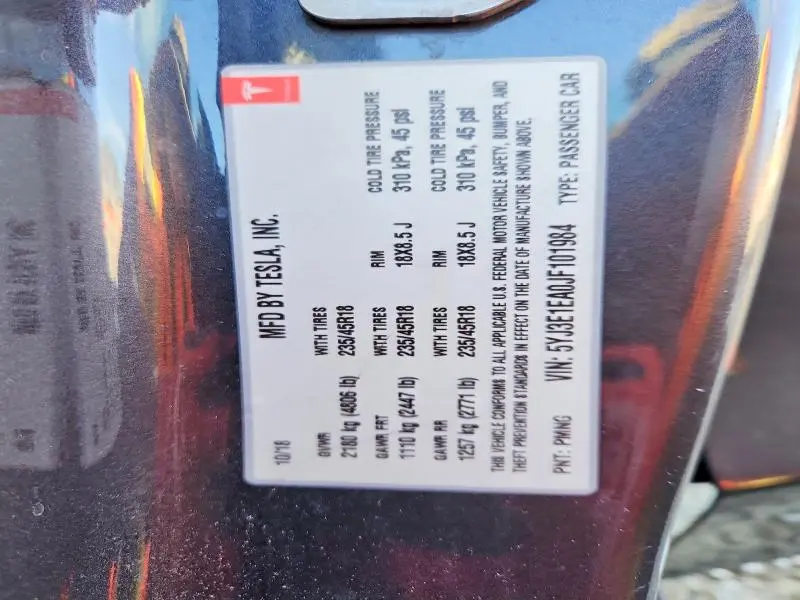 10/18
MFD BY TESLA, INC.
GVWR WITH TIRES
2180 kg (4806 lb) 235/45R18
GAWR FRT WITH TIRES RIM COLD TIRE PRESSURE
1110 kg (2447 lb) 235/45R18 18X8.5 J 310 kPa, 45 psi
GAWR RR WITH TIRES RIM COLD TIRE PRESSURE
1257 kg (2771 lb) 235/45R18 18X8.5 J 310 kPa, 45 psi
THIS VEHICLE CONFORMS TO ALL APPLICABLE U.S. FEDERAL MOTOR VEHICLE SAFETY, BUMPER, AND
THEFT PREVENTION STANDARDS IN EFFECT ON THE DATE OF MANUFACTURE SHOWN ABOVE.
PNT: PMNG VIN: 5YJ3E1EA0JF101984 TYPE: PASSENGER CAR